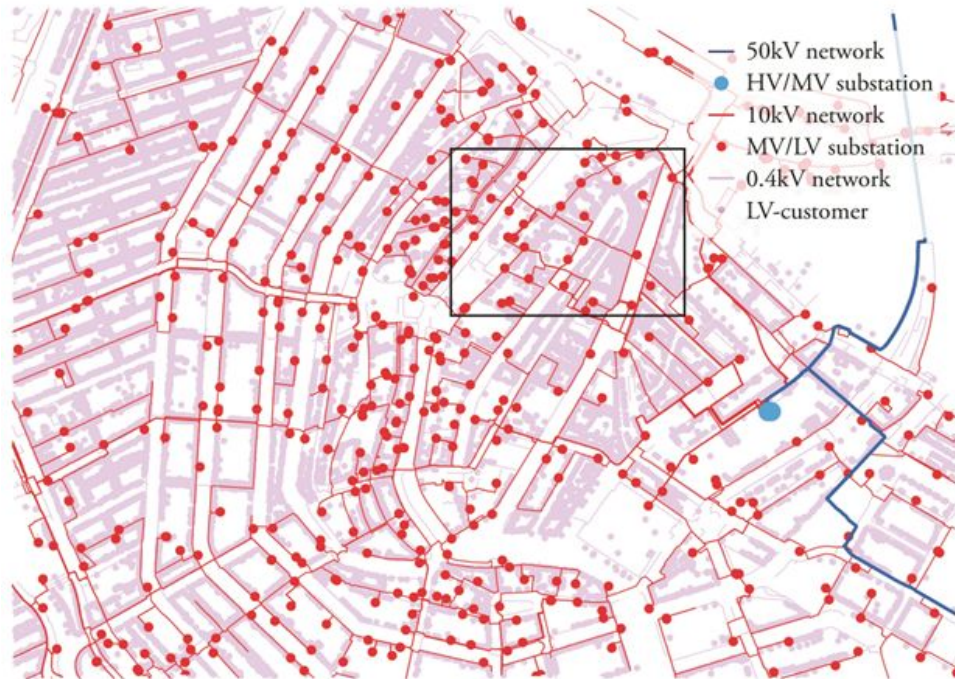 50kV network
HV/MV substation
10kV network
MV/LV substation
0.4kV network
LV-customer